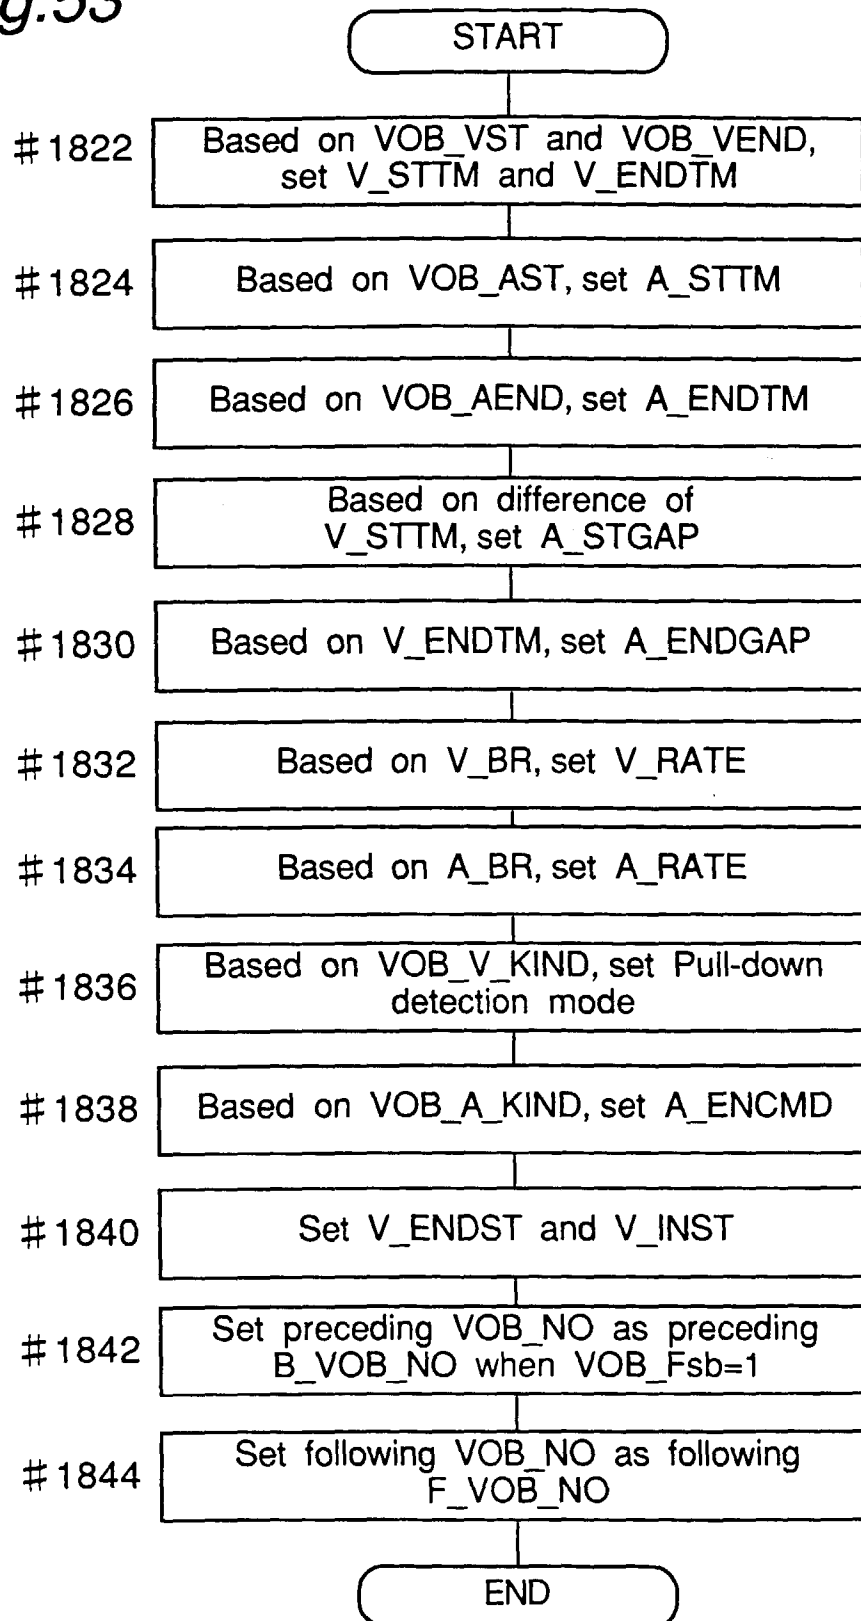 g.53
START
#1822
Based on VOB_VST and VOB_VEND,
set V_STTM and V_ENDTM
#1824
Based on VOB_AST, set A_STTM
#1826
Based on VOB_AEND, set A_ENDTM
#1828
Based on difference of
V_STTM, set A_STGAP
#1830
Based on V_ENDTM, set A_ENDGAP
#1832
Based on V_BR, set V_RATE
#1834
Based on A_BR, set A_RATE
#1836
Based on VOB_V_KIND, set Pull-down
detection mode
#1838
Based on VOB_A_KIND, set A_ENCMD
#1840
Set V_ENDST and V_INST
#1842
Set preceding VOB_NO as preceding
B_VOB_NO when VOB_Fsb=1
#1844
Set following VOB_NO as following
F_VOB_NO
END